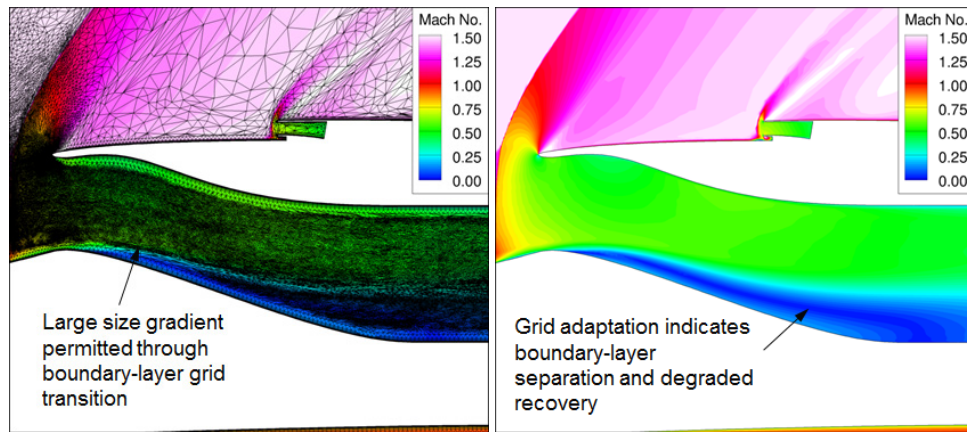 Mach No.
1.50
1.25
1.00
0.75
0.50
0.25
0.00
Large size gradient
permitted through
boundary-layer grid
transition
Mach No.
1.50
1.25
1.00
0.75
0.50
0.25
0.00
Grid adaptation indicates
boundary-layer
separation and degraded
recovery